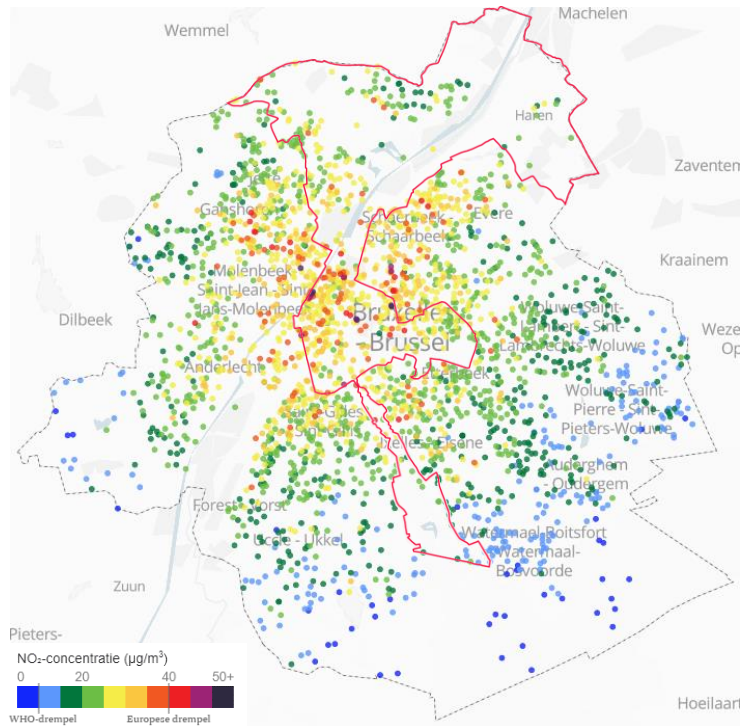 Machelen
Wemmel
Haren
Zaventem
Jette
Ganshoren
Evere
Schaerbeek -
Schaarbeek
Kraainem
Molenbeek
Saint-Jean - Sint-
Jans-Molenbeek
Dilbeek
Bruxelles
- Brussel
Woluwe-Saint-
Lambert - Sint-
Lambrechts-Woluwe
Weze
Op
Anderlecht
Etterbeek
Woluwe-Saint-
Pierre - Sint-
Pieters-Woluwe
Saint-Gilles -
Sint-Gillis
Ixelles - Elsene
Auderghem
- Oudergem
Forest - Vorst
Uccle - Ukkel
Watermael-Boitsfort
- Watermaal-
Bosvoorde
Zuun
Pieters-
Hoeilaart
NO₂-concentratie (µg/m³)
0 20 40 50+
WHO-drempel Europese drempel